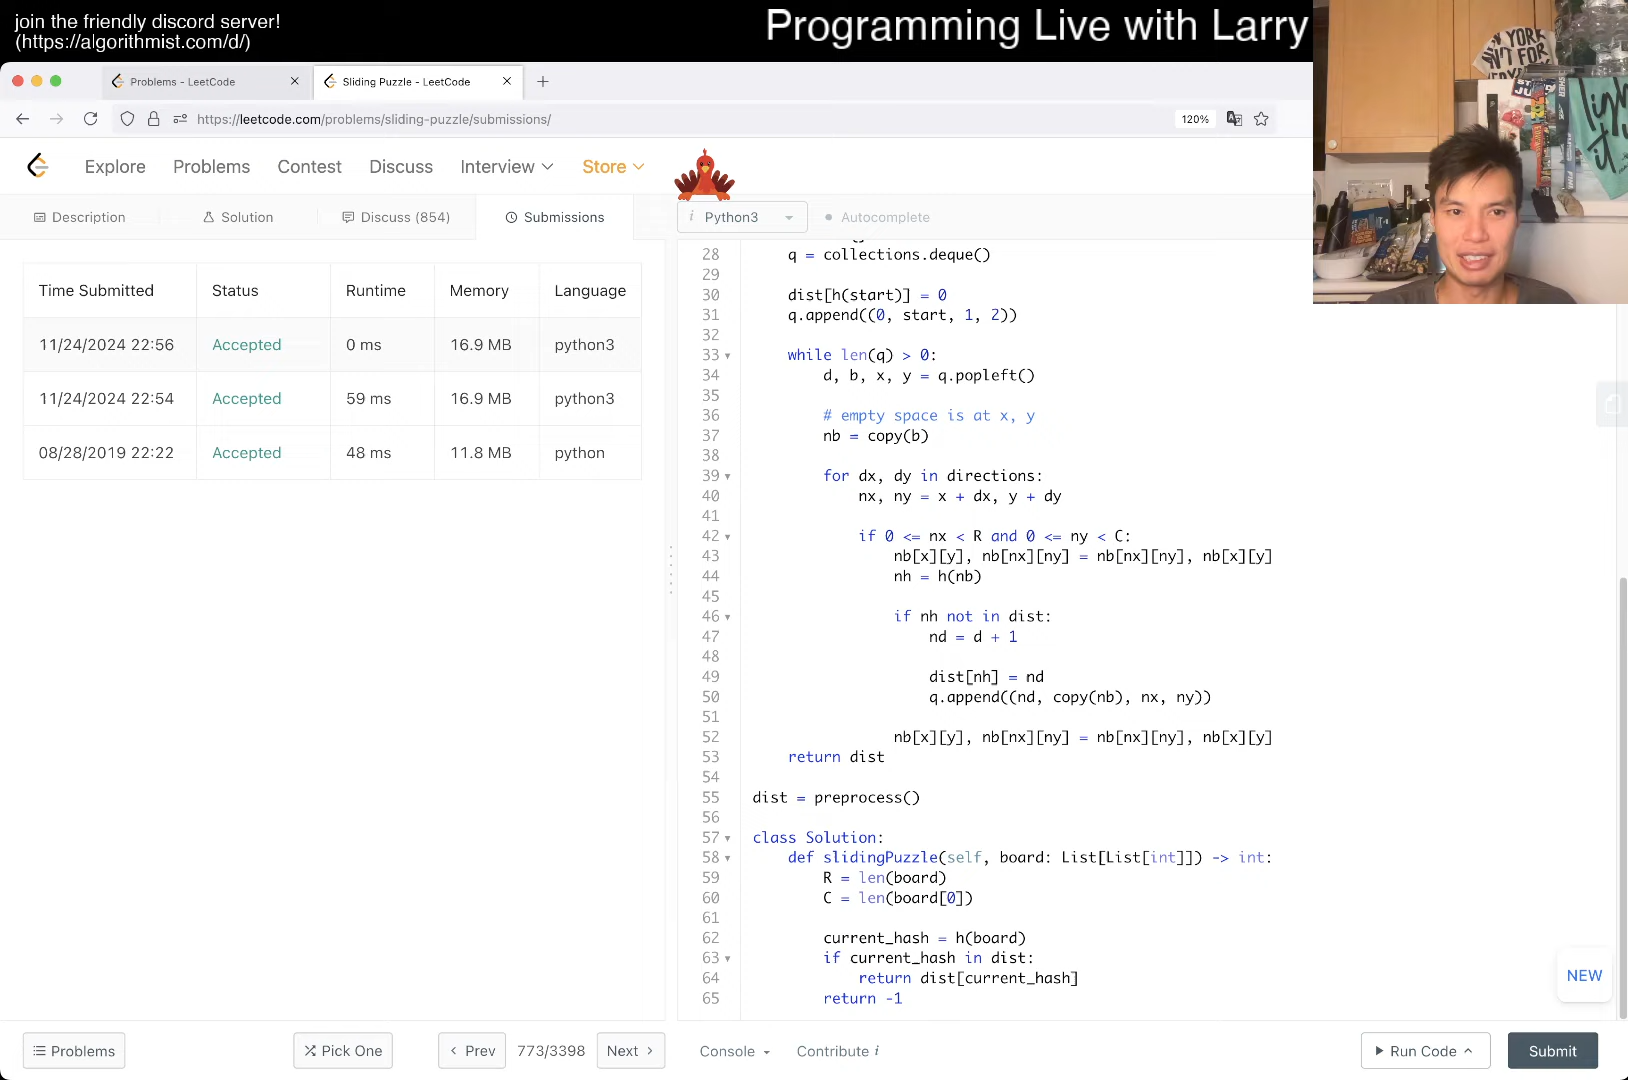 join the friendly discord server!
(https://algorithmist.com/d/)
Programming Live with Larry
Problems - LeetCode
Sliding Puzzle - LeetCode
https://leetcode.com/problems/sliding-puzzle/submissions/
120%
Explore
Problems
Contest
Discuss
Interview
Store
Description
Solution
Discuss (854)
Submissions
i Python3
Autocomplete
Time Submitted Status Runtime Memory Language
11/24/2024 22:56 Accepted 0 ms 16.9 MB python3
11/24/2024 22:54 Accepted 59 ms 16.9 MB python3
08/28/2019 22:22 Accepted 48 ms 11.8 MB python
28 q = collections.deque()
29
30 dist[h(start)] = 0
31 q.append((0, start, 1, 2))
32
33 while len(q) > 0:
34 d, b, x, y = q.popleft()
35
36 # empty space is at x, y
37 nb = copy(b)
38
39 for dx, dy in directions:
40 nx, ny = x + dx, y + dy
41
42 if 0 <= nx < R and 0 <= ny < C:
43 nb[x][y], nb[nx][ny] = nb[nx][ny], nb[x][y]
44 nh = h(nb)
45
46 if nh not in dist:
47 nd = d + 1
48
49 dist[nh] = nd
50 q.append((nd, copy(nb), nx, ny))
51
52 nb[x][y], nb[nx][ny] = nb[nx][ny], nb[x][y]
53 return dist
54
55 dist = preprocess()
56
57 class Solution:
58 def slidingPuzzle(self, board: List[List[int]]) -> int:
59 R = len(board)
60 C = len(board[0])
61
62 current_hash = h(board)
63 if current_hash in dist:
64 return dist[current_hash]
65 return -1
NEW
Problems
Pick One
Prev
773/3398
Next
Console
Contribute i
Run Code
Submit